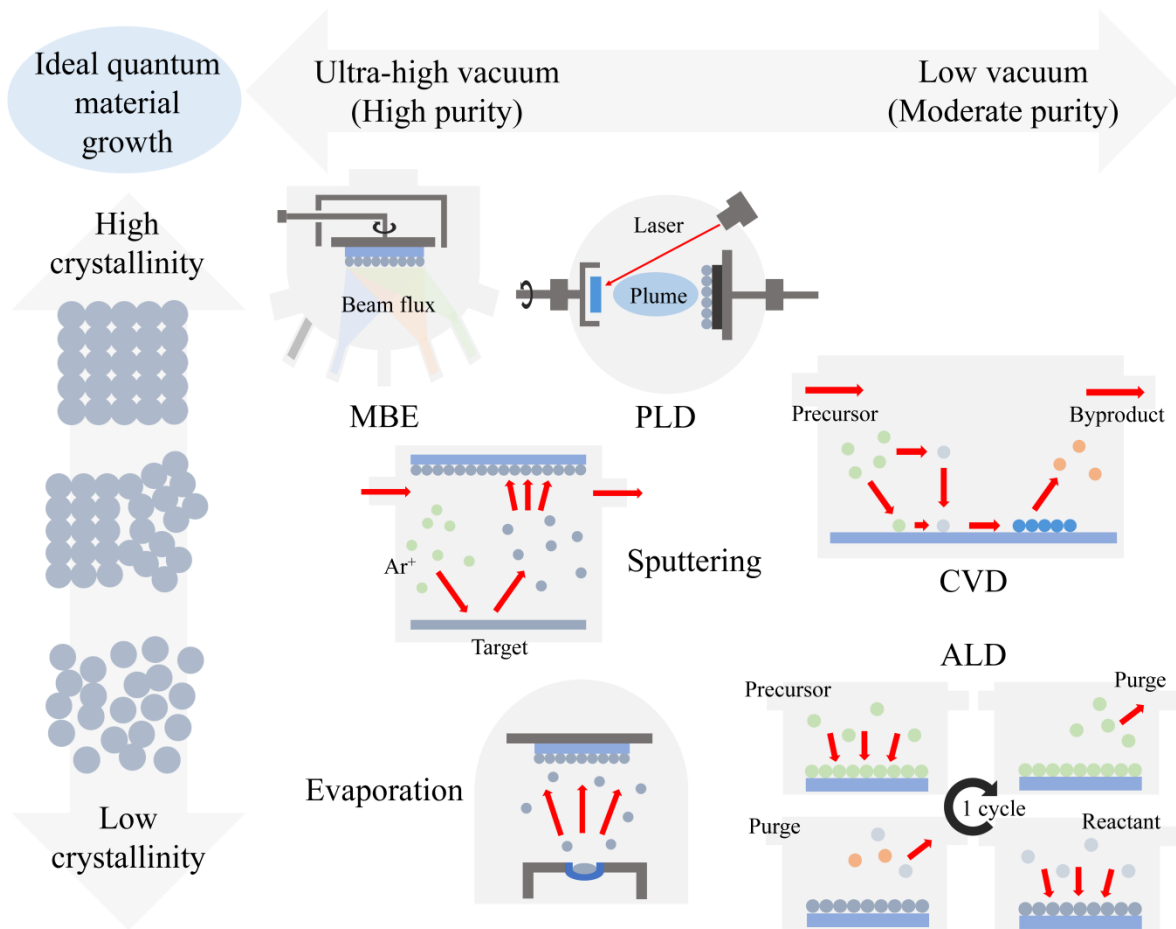 Ideal quantum
material
growth
Ultra-high vacuum
(High purity)
Low vacuum
(Moderate purity)
High
crystallinity
Low
crystallinity
Beam flux
MBE
Laser
Plume
PLD
Precursor
Byproduct
CVD
Ar⁺
Target
Sputtering
Evaporation
ALD
Precursor
Purge
1 cycle
Purge
Reactant